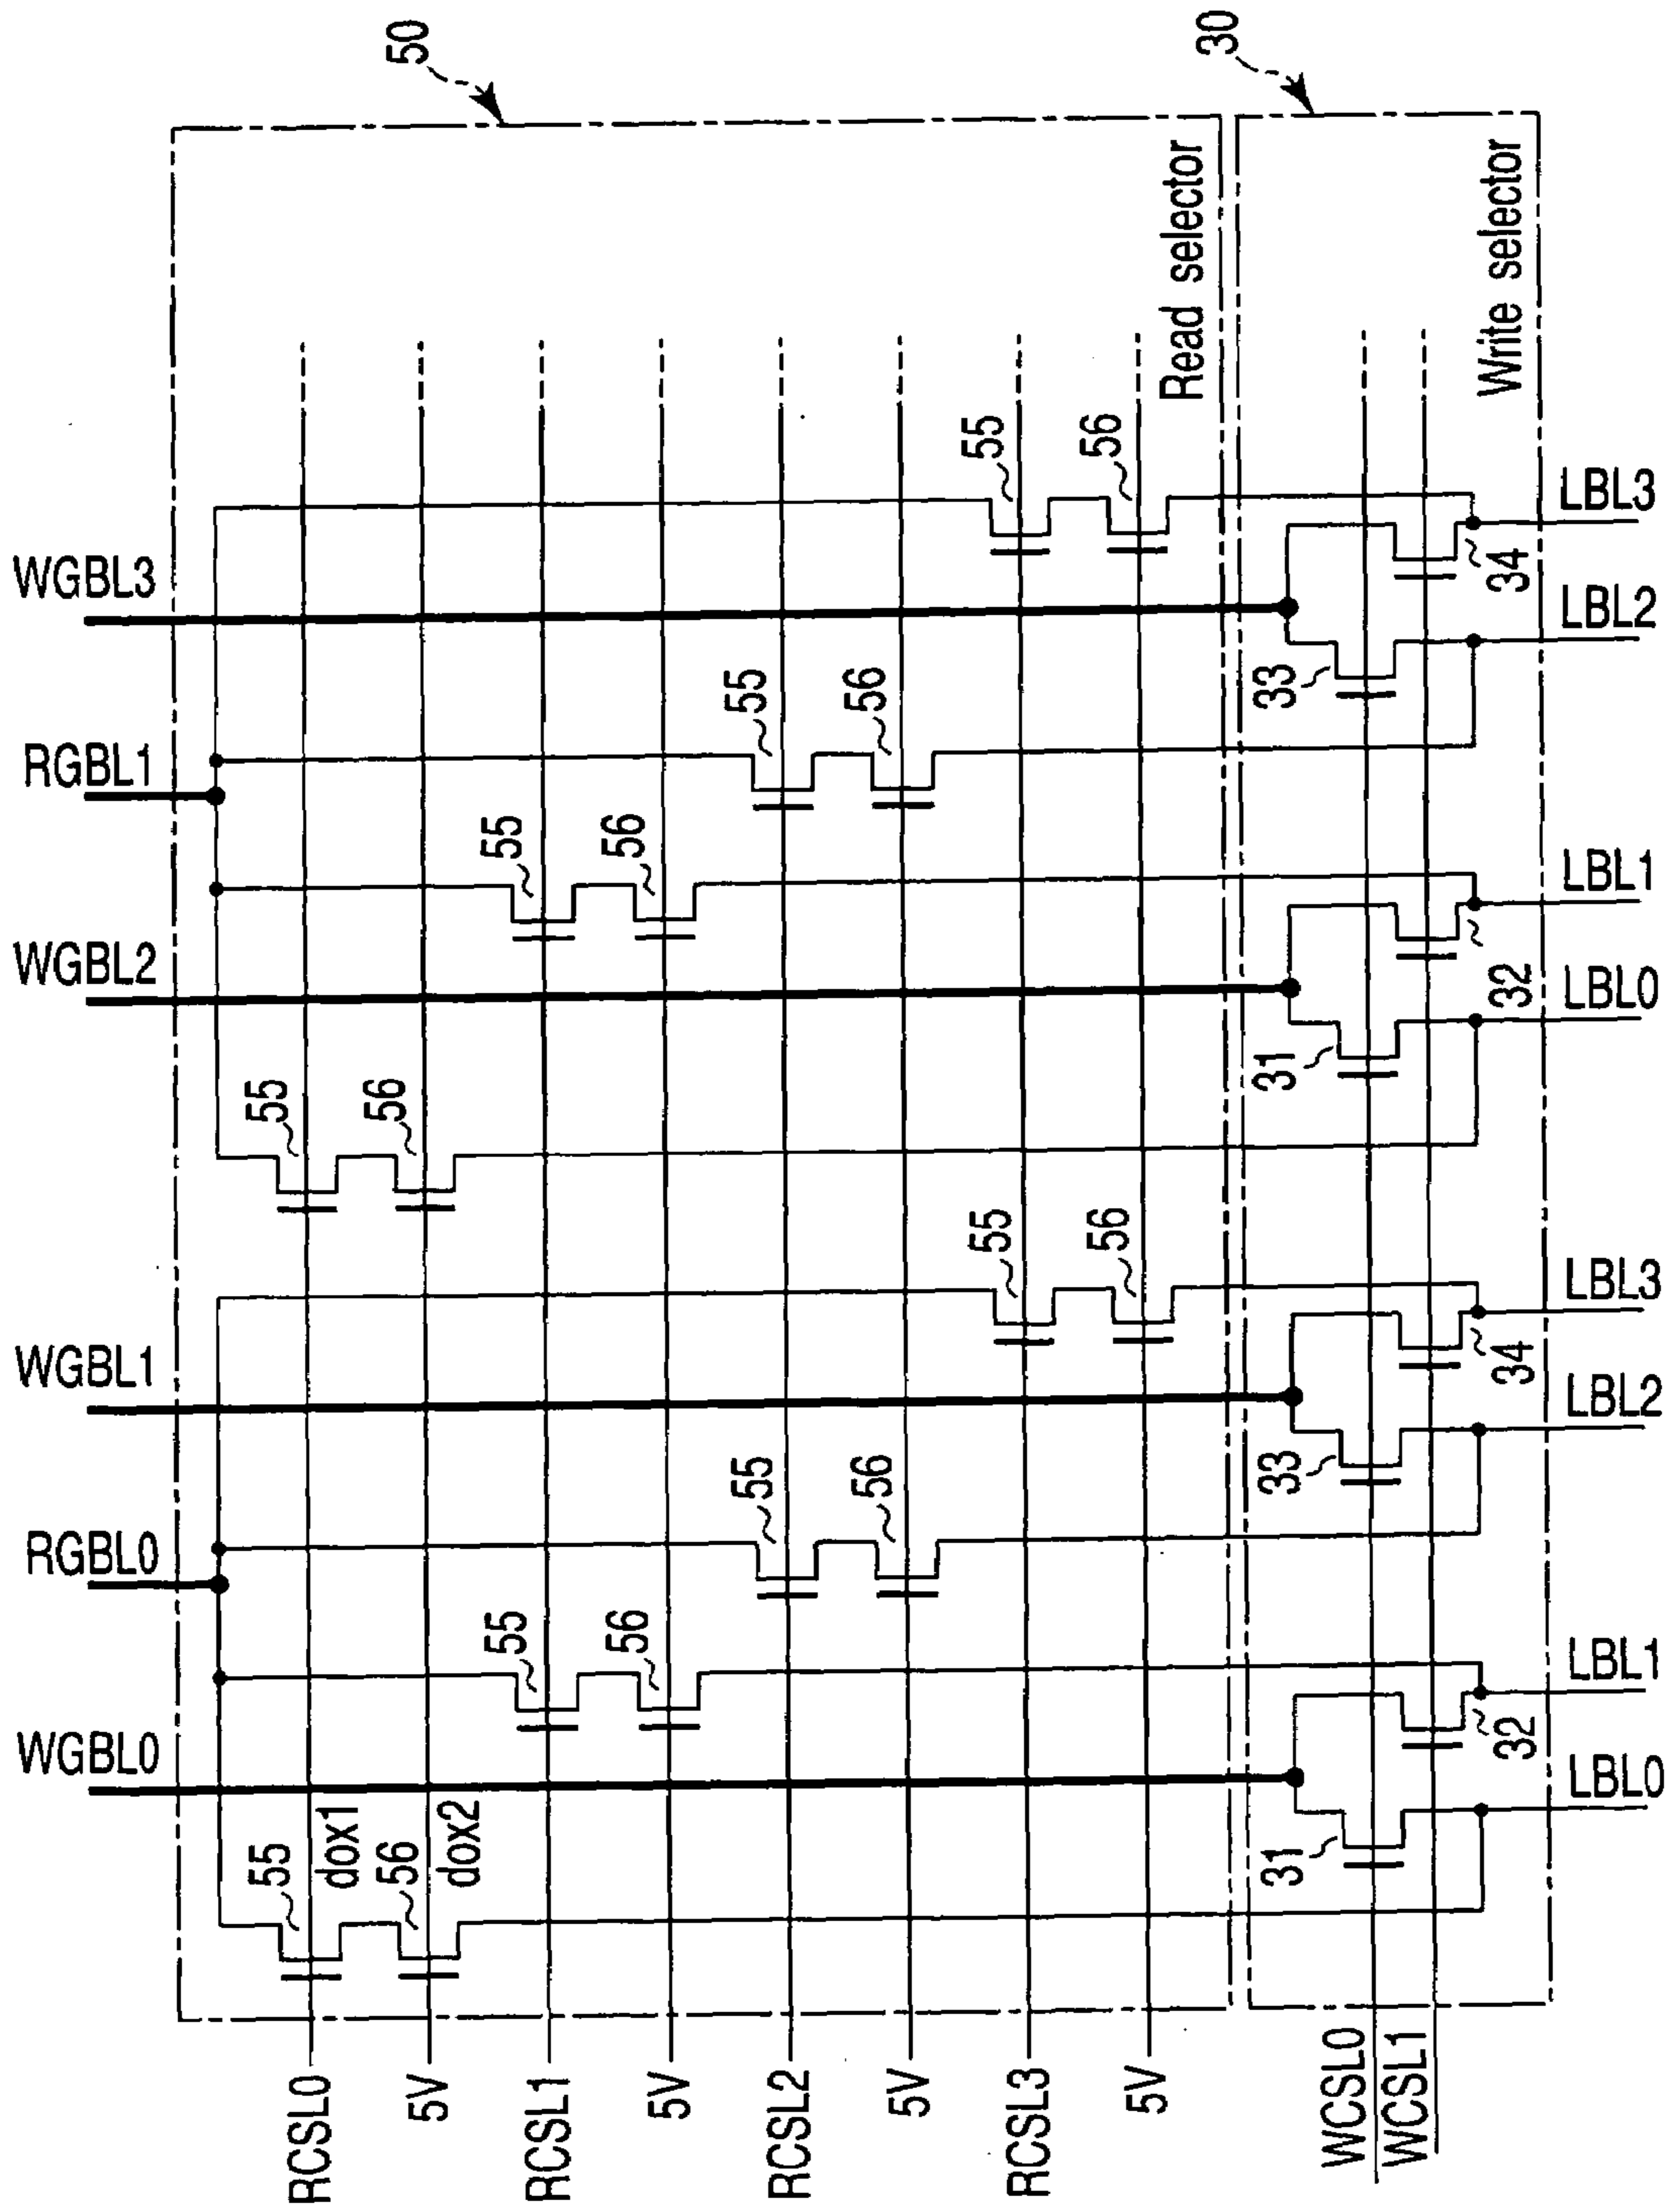 50
30
Read selector
Write selector
WGBL3
RGBL1
WGBL2
WGBL1
RGBL0
WGBL0
55
56
55
56
55
56
55
56
55
56
55
56
55
56
55
dox1
56
dox2
33
34
31
32
33
34
31
32
LBL3
LBL2
LBL1
LBL0
LBL3
LBL2
LBL1
LBL0
RCSL0
5V
RCSL1
5V
RCSL2
5V
RCSL3
5V
WCSL0
WCSL1